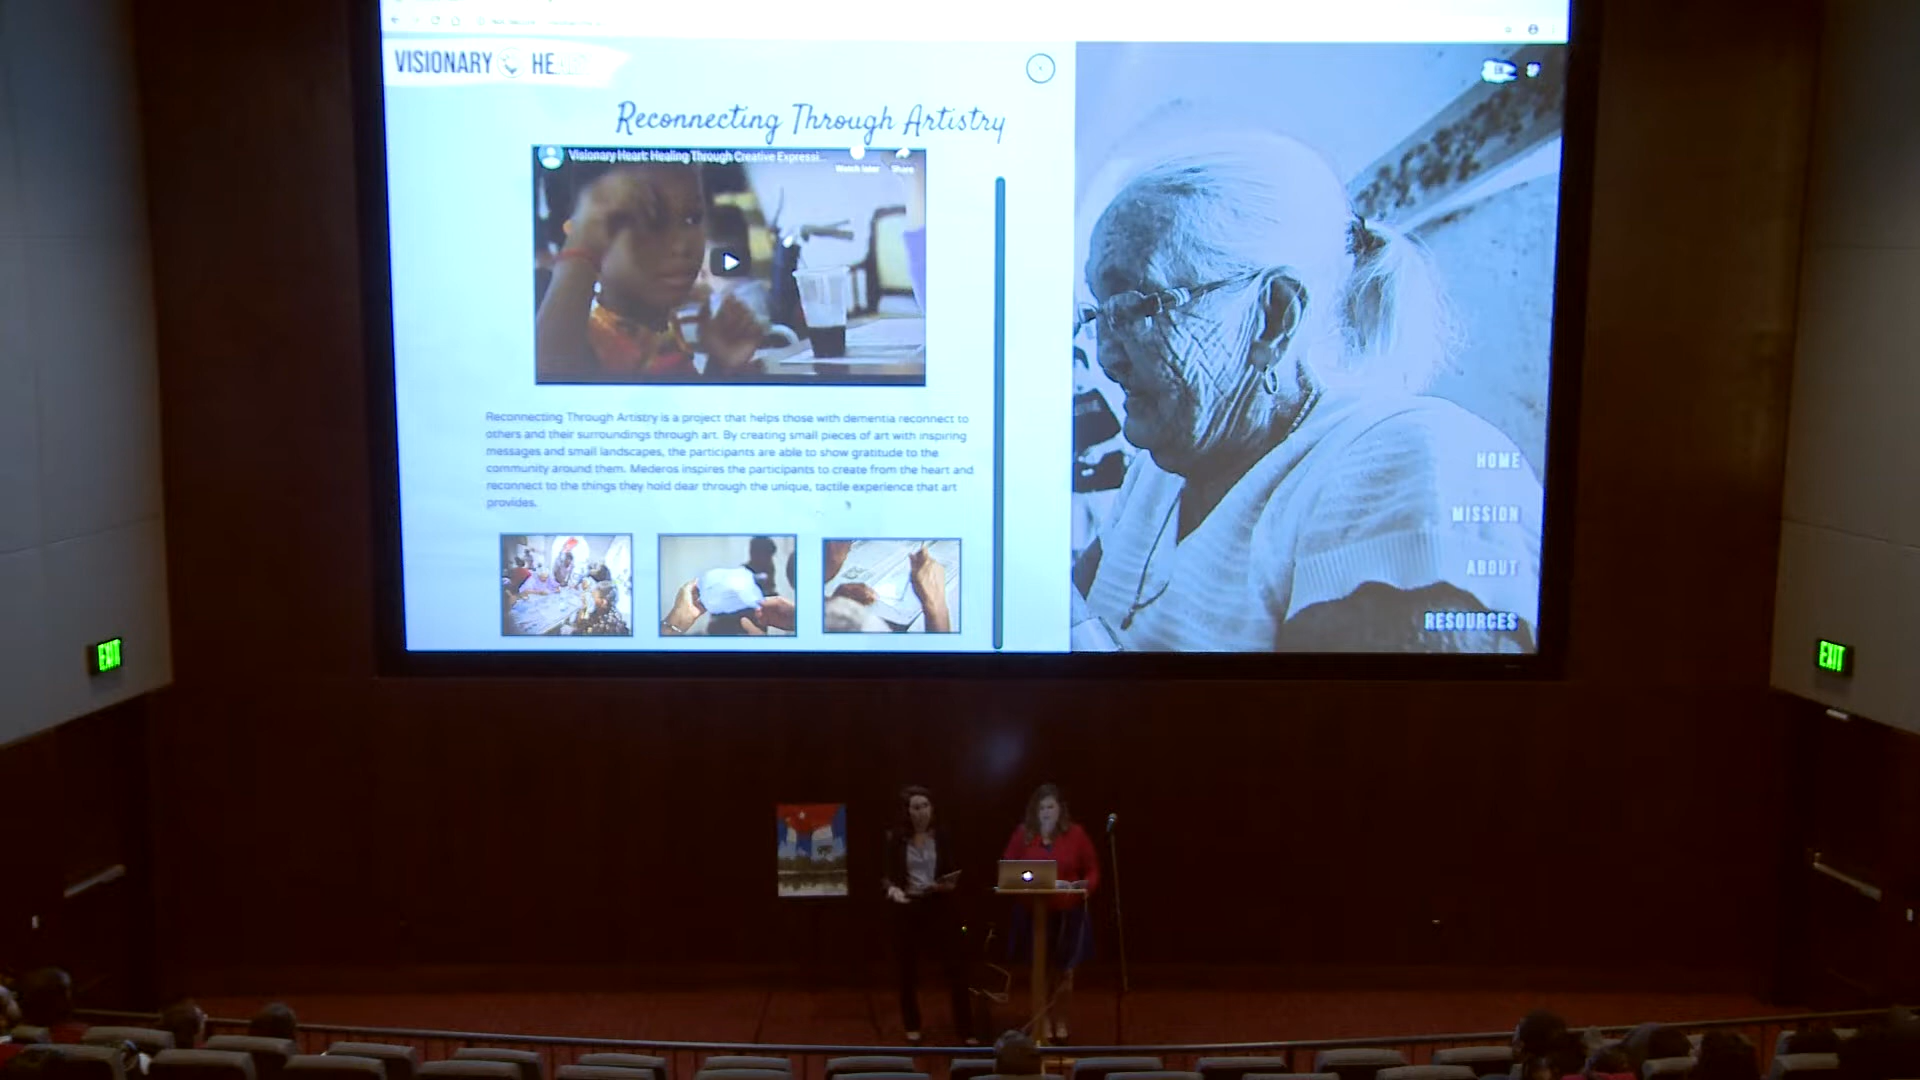 VISIONARY HE
SP
Reconnecting Through Artistry
Visionary Heart: Healing Through Creative Expressi...
Watch later Share
Reconnecting Through Artistry is a project that helps those with dementia reconnect to
others and their surroundings through art. By creating small pieces of art with inspiring
messages and small landscapes, the participants are able to show gratitude to the
community around them. Mederos inspires the participants to create from the heart and
reconnect to the things they hold dear through the unique, tactile experience that art
provides.
HOME
MISSION
ABOUT
RESOURCES
EXIT
EXIT